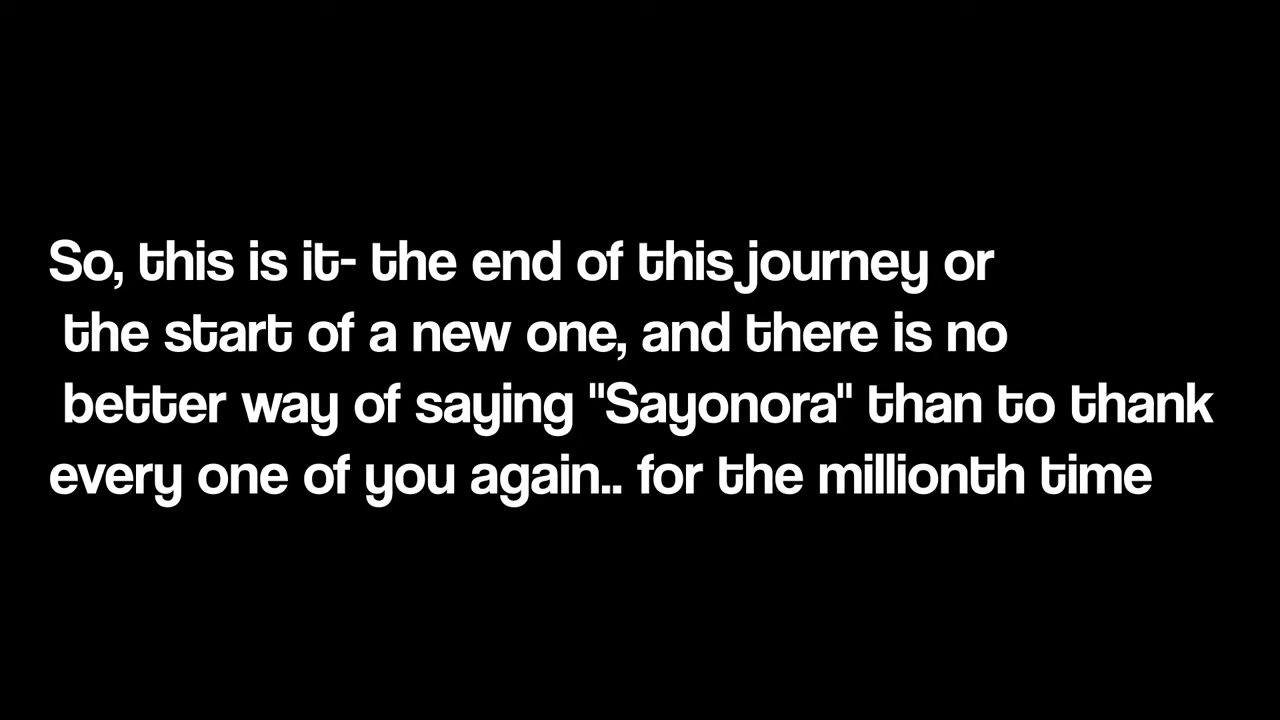 So, this is it- the end of this journey or
the start of a new one, and there is no
better way of saying "Sayonora" than to thank
every one of you again.. for the millionth time